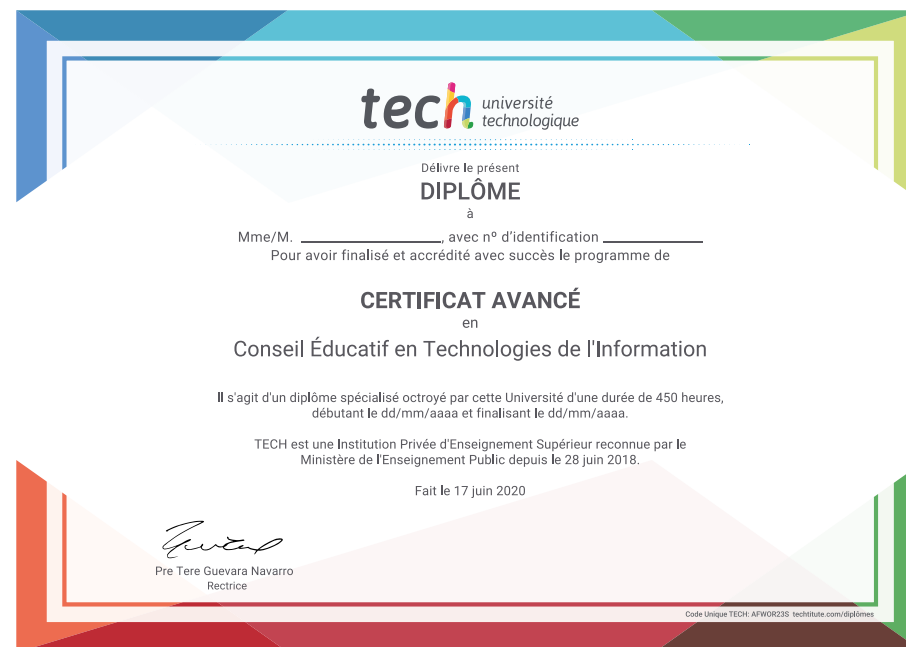 tech université
technologique
Délivre le présent
DIPLÔME
à
Mme/M. ____________________, avec nº d'identification ______________
Pour avoir finalisé et accrédité avec succès le programme de
CERTIFICAT AVANCÉ
en
Conseil Éducatif en Technologies de l'Information
Il s'agit d'un diplôme spécialisé octroyé par cette Université d'une durée de 450 heures,
débutant le dd/mm/aaaa et finalisant le dd/mm/aaaa.
TECH est une Institution Privée d'Enseignement Supérieur reconnue par le
Ministère de l'Enseignement Public depuis le 28 juin 2018.
Fait le 17 juin 2020
Pre Tere Guevara Navarro
Rectrice
Code Unique TECH: AFWOR23S techtitute.com/diplômes